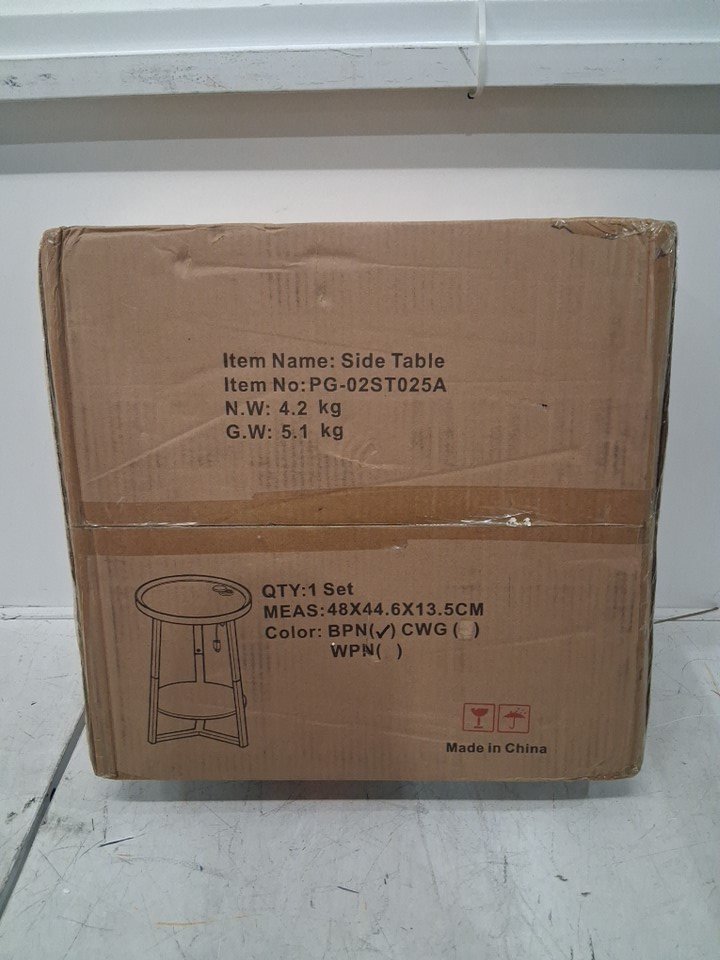 Item Name: Side Table
Item No:PG-02ST025A
N.W: 4.2 kg
G.W: 5.1 kg
QTY:1 Set
MEAS:48X44.6X13.5CM
Color: BPN(✓) CWG ( )
WPN( )
Made in China